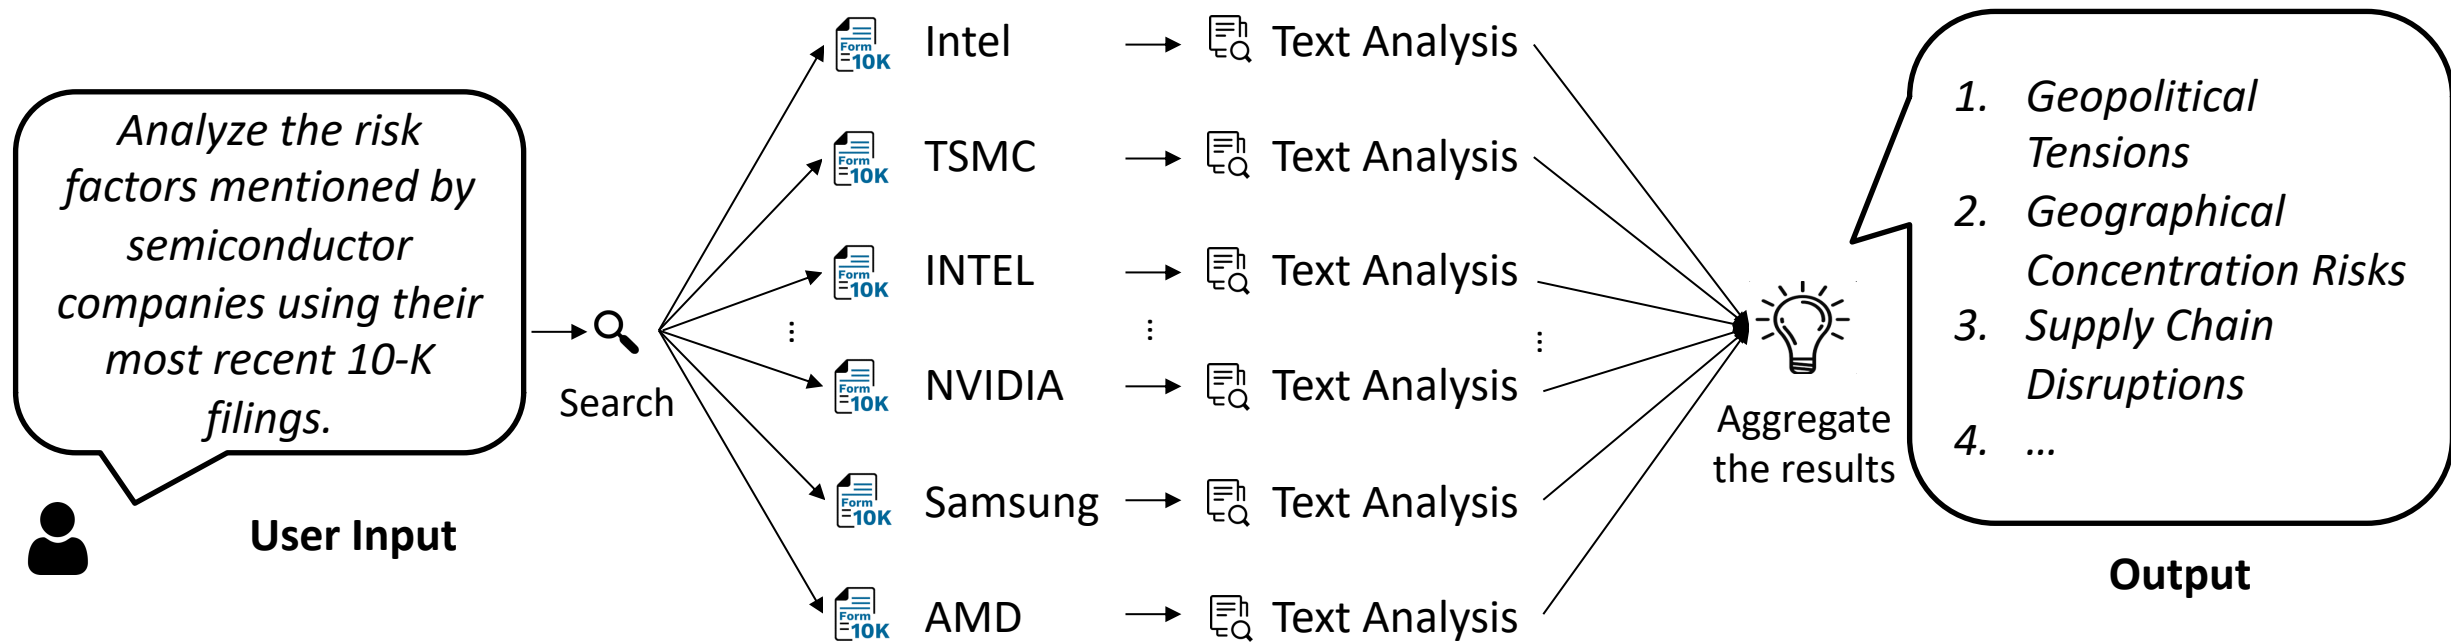 Analyze the risk
factors mentioned by
semiconductor
companies using their
most recent 10-K
filings.
User Input
Search
Form
10K
Intel
Text Analysis
Form
10K
TSMC
Text Analysis
Form
10K
INTEL
Text Analysis
...
...
...
Form
10K
NVIDIA
Text Analysis
Form
10K
Samsung
Text Analysis
Form
10K
AMD
Text Analysis
Aggregate
the results
1. Geopolitical
Tensions
2. Geographical
Concentration Risks
3. Supply Chain
Disruptions
4. ...
Output